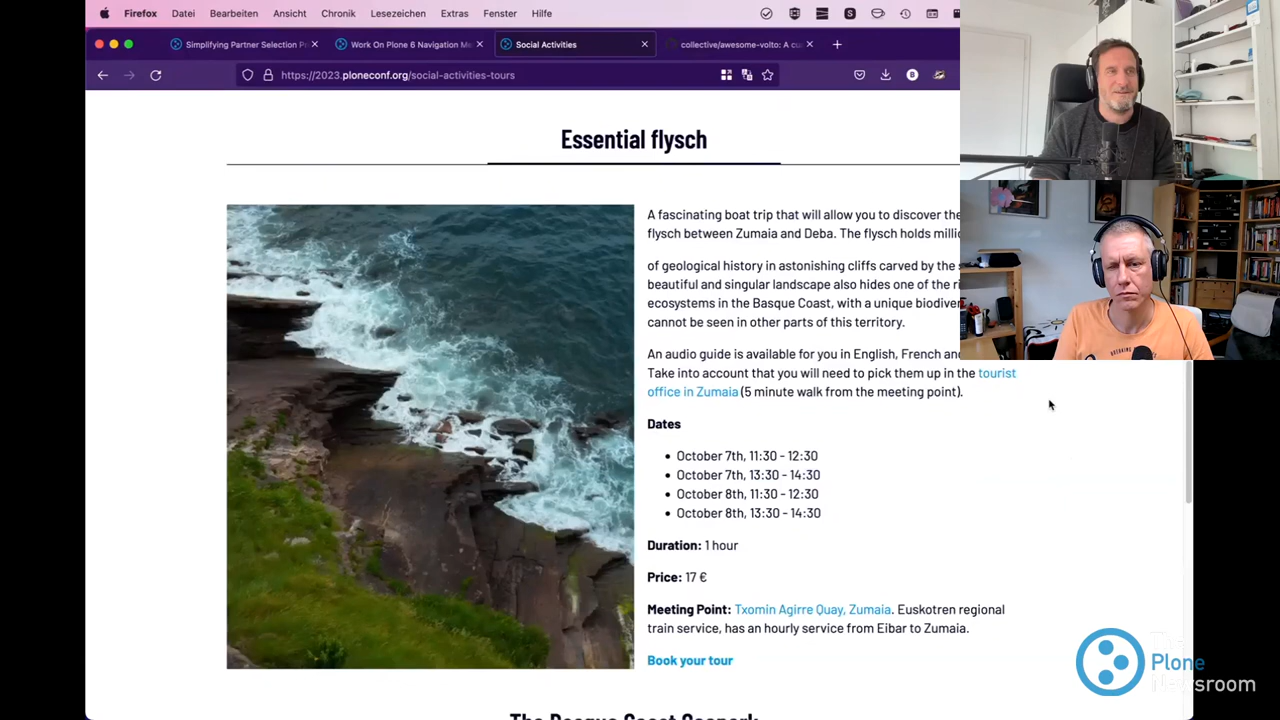 Firefox Datei Bearbeiten Ansicht Chronik Lesezeichen Extras Fenster Hilfe
Simplifying Partner Selection P
Work On Plone 6 Navigation Me
Social Activities
collective/awesome-volto: A cu
https://2023.ploneconf.org/social-activities-tours
Essential flysch
A fascinating boat trip that will allow you to discover the
flysch between Zumaia and Deba. The flysch holds milli
of geological history in astonishing cliffs carved by the
beautiful and singular landscape also hides one of the ri
ecosystems in the Basque Coast, with a unique biodiver
cannot be seen in other parts of this territory.
An audio guide is available for you in English, French and
Take into account that you will need to pick them up in the tourist
office in Zumaia (5 minute walk from the meeting point).
Dates
• October 7th, 11:30 - 12:30
• October 7th, 13:30 - 14:30
• October 8th, 11:30 - 12:30
• October 8th, 13:30 - 14:30
Duration: 1 hour
Price: 17 €
Meeting Point: Txomin Agirre Quay, Zumaia. Euskotren regional
train service, has an hourly service from Eibar to Zumaia.
Book your tour
The Basque Coast Geopark
The
Plone
Newsroom